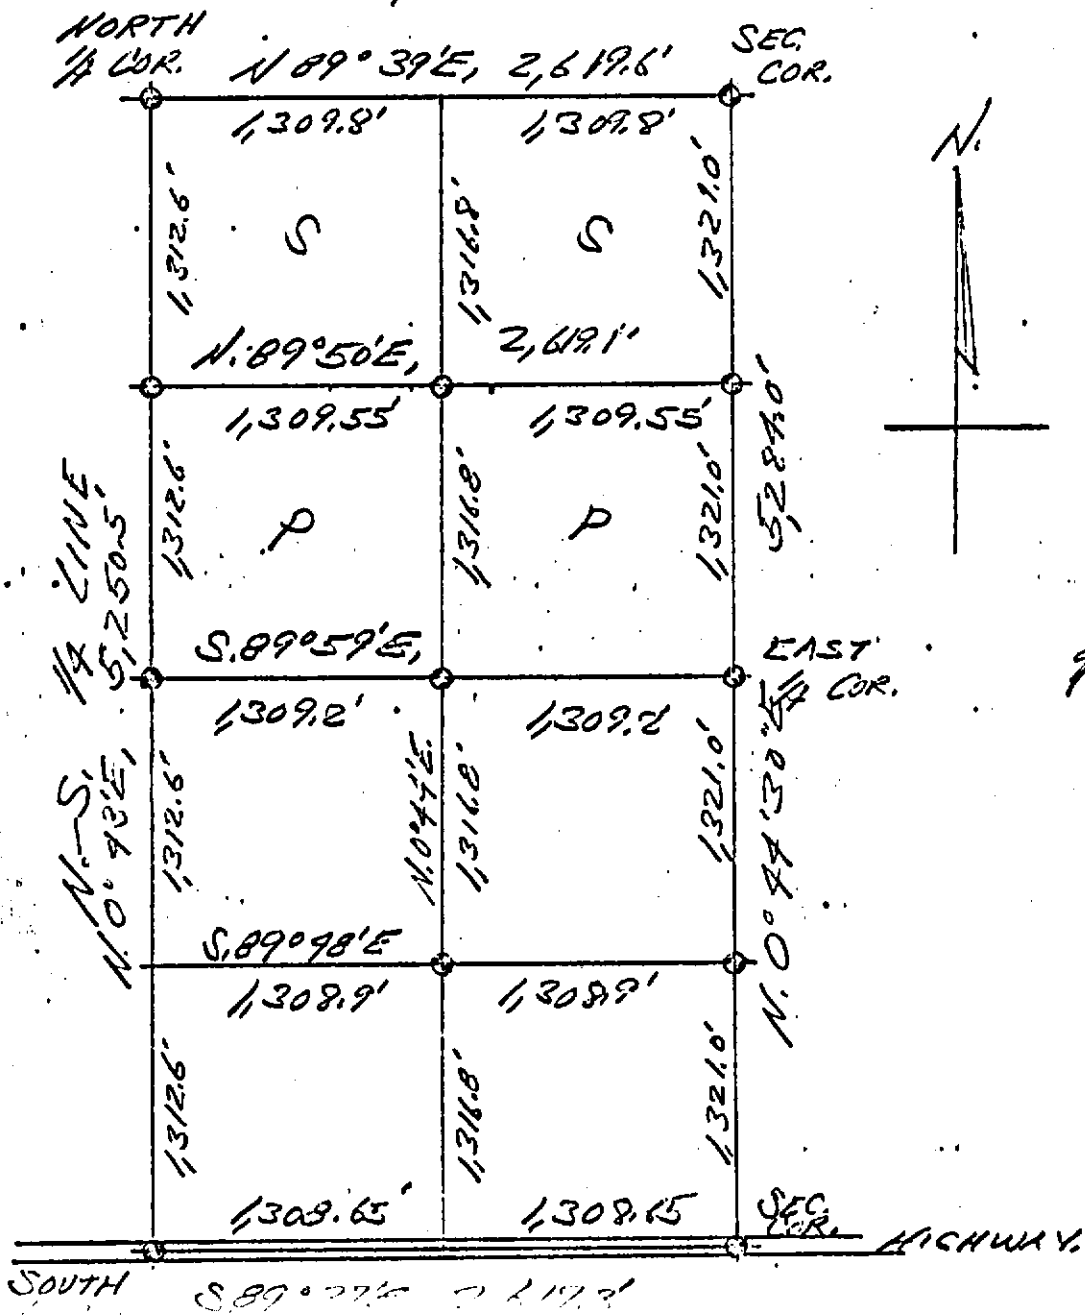 NORTH
1/4 COR.
N 89° 39'E, 2,619.6'
SEC.
COR.
1,309.8' 1,309.8'
N.
1,312.6' 1,316.8' 1,321.0'
S S
N. 89° 50'E, 2,619.1'
1,309.55' 1,309.55'
1,312.6' 1,316.8' 1,321.0'
5,284.0'
P P
1/4 LINE
5,250.5'
S. 89° 59'E,
EAST
1/4 COR.
1,309.2' 1,309.2'
N.-S.
N. 0° 43'E,
1,312.6' N. 0° 44'E. 1,316.8' 1,321.0'
N. 0° 44' 30" E
S. 89° 48'E
1,308.9' 1,308.9'
1,312.6' 1,316.8' 1,321.0'
1,308.65' 1,308.65
SEC.
COR.
HIGHWAY.
SOUTH
S 89°